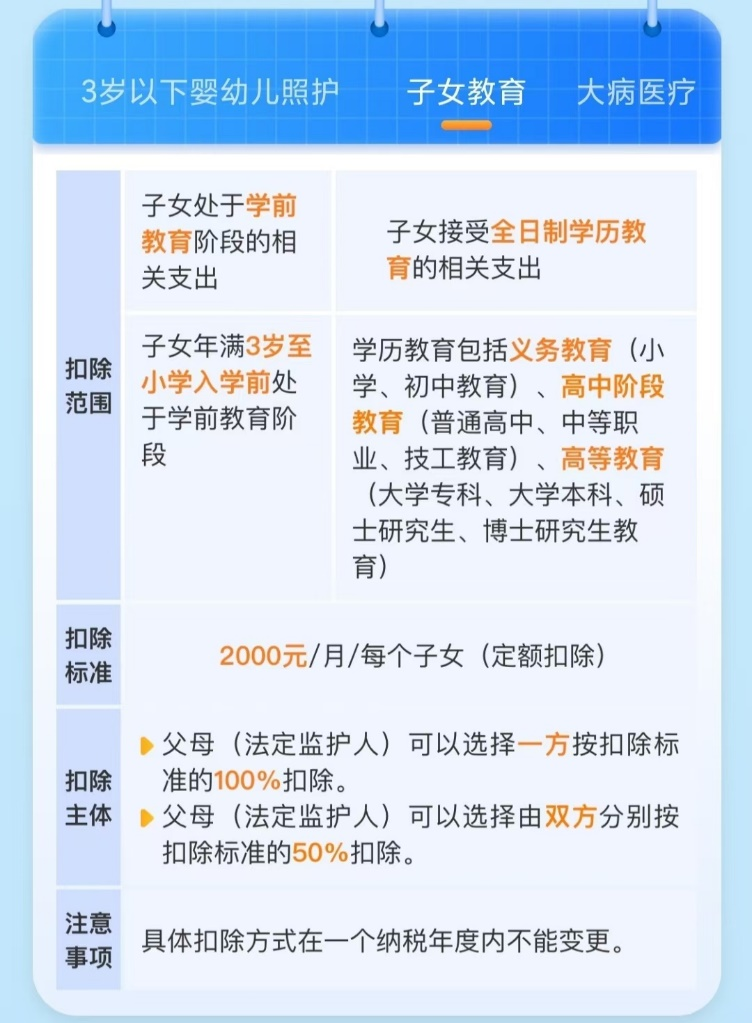 3岁以下婴幼儿照护 子女教育 大病医疗
扣除
范围
子女处于学前
教育阶段的相
关支出
子女接受全日制学历教
育的相关支出
子女年满3岁至
小学入学前处
于学前教育阶
段
学历教育包括义务教育（小
学、初中教育）、高中阶段
教育（普通高中、中等职
业、技工教育）、高等教育
（大学专科、大学本科、硕
士研究生、博士研究生教
育）
扣除
标准
2000元/月/每个子女（定额扣除）
扣除
主体
父母（法定监护人）可以选择一方按扣除标
准的100%扣除。
父母（法定监护人）可以选择由双方分别按
扣除标准的50%扣除。
注意
事项
具体扣除方式在一个纳税年度内不能变更。